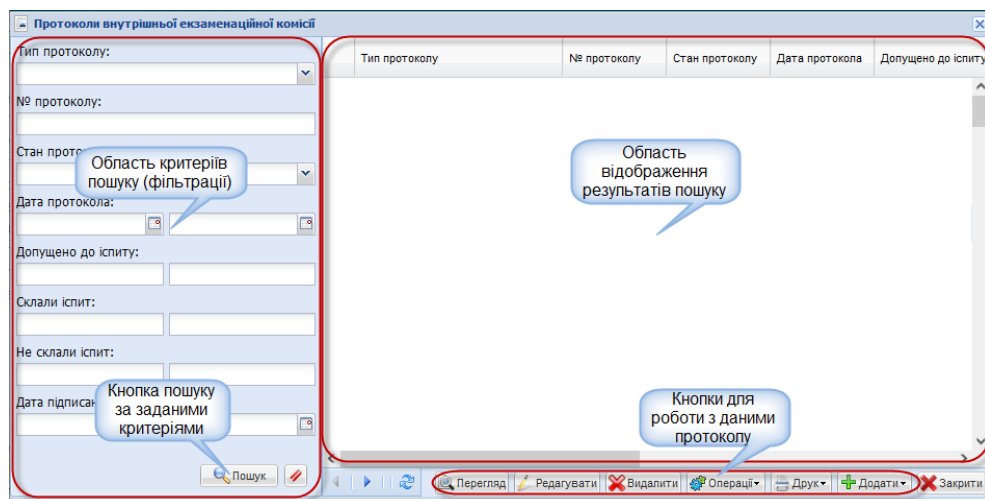 Протоколи внутрішньої екзаменаційної комісії
Тип протоколу:
№ протоколу:
Стан прото
Дата протокола:
Допущено до іспиту:
Склали іспит:
Не склали іспит:
Дата підписан
Пошук
Область критеріїв
пошуку (фільтрації)
Кнопка пошуку
за заданими
критеріями
Тип протоколу № протоколу Стан протоколу Дата протокола Допущено до іспиту
Область
відображення
результатів пошуку
Кнопки для
роботи з даними
протоколу
Перегляд Редагувати Видалити Операції Друк Додати Закрити